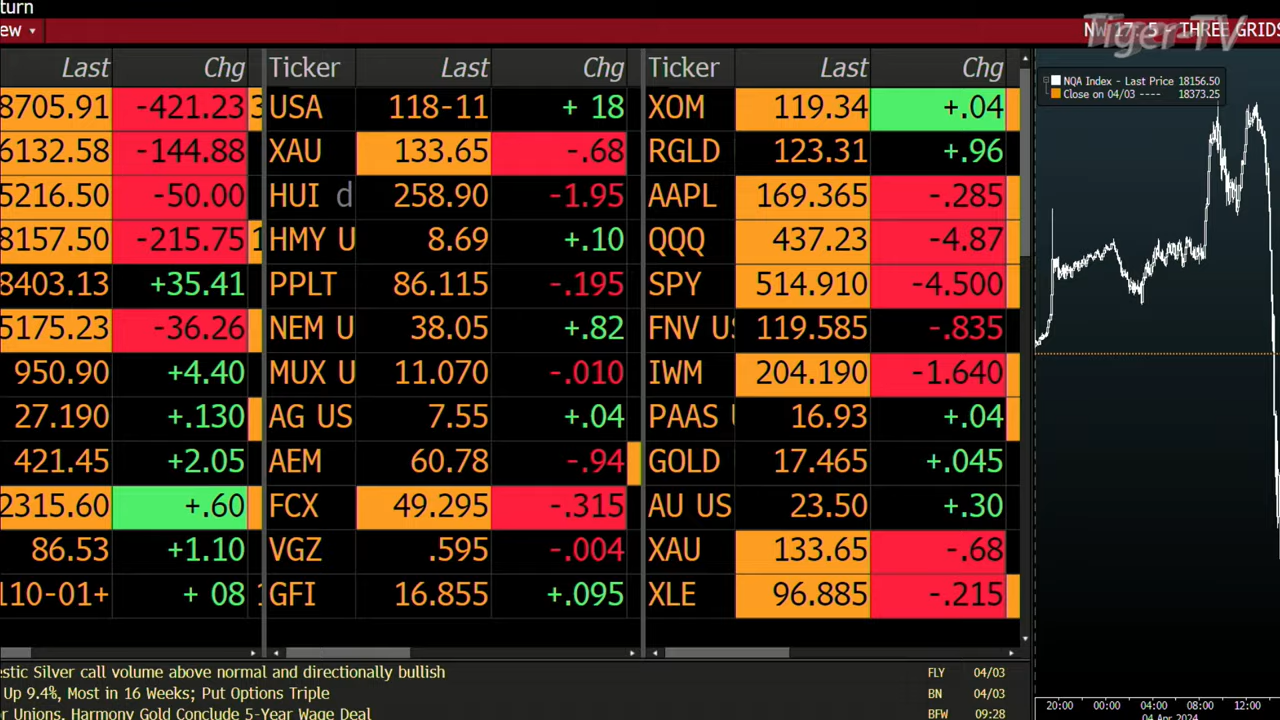 turn
ew
Tiger-TV
THREE GRIDS
Last Chg Ticker Last Chg Ticker Last Chg
8705.91 -421.23 USA 118-11 + 18 XOM 119.34 +.04
6132.58 -144.88 XAU 133.65 -.68 RGLD 123.31 +.96
5216.50 -50.00 HUI d 258.90 -1.95 AAPL 169.365 -.285
8157.50 -215.75 HMY U 8.69 +.10 QQQ 437.23 -4.87
8403.13 +35.41 PPLT 86.115 -.195 SPY 514.910 -4.500
5175.23 -36.26 NEM U 38.05 +.82 FNV US 119.585 -.835
950.90 +4.40 MUX U 11.070 -.010 IWM 204.190 -1.640
27.190 +.130 AG US 7.55 +.04 PAAS 16.93 +.04
421.45 +2.05 AEM 60.78 -.94 GOLD 17.465 +.045
2315.60 +.60 FCX 49.295 -.315 AU US 23.50 +.30
86.53 +1.10 VGZ .595 -.004 XAU 133.65 -.68
110-01+ + 08 GFI 16.855 +.095 XLE 96.885 -.215
NQA Index - Last Price 18156.50
Close on 04/03 ---- 18373.25
estic Silver call volume above normal and directionally bullish FLY 04/03
Up 9.4%, Most in 16 Weeks; Put Options Triple BN 04/03
or Unions, Harmony Gold Conclude 5-Year Wage Deal BFW 09:28
20:00 00:00 04:00 08:00 12:00
04 Apr 2024